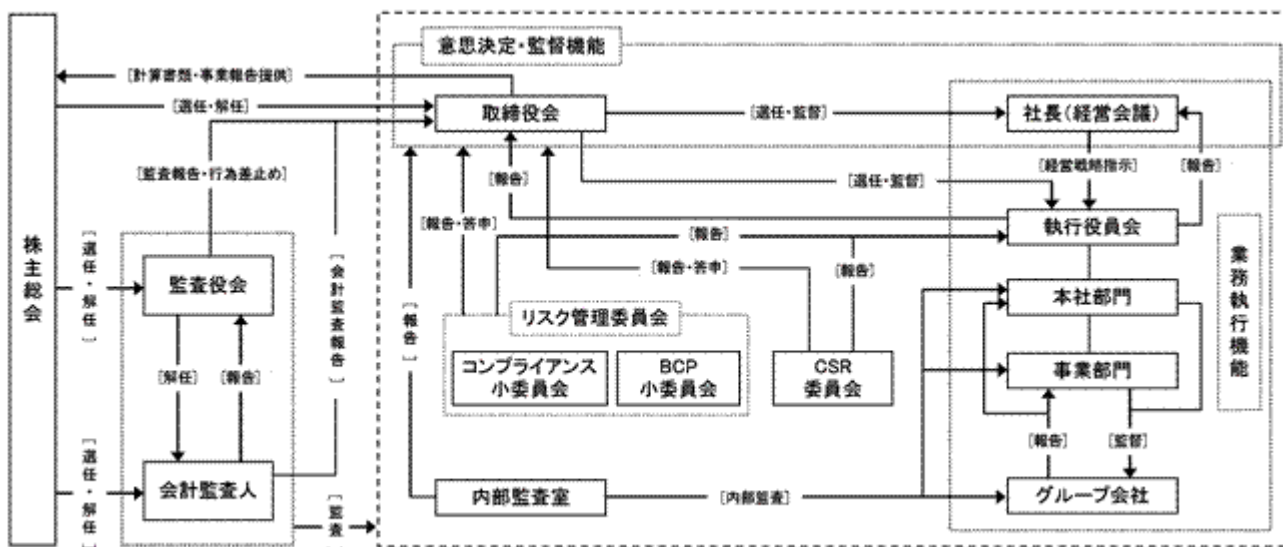 意思決定・監督機能
[計算書類・事業報告提供]
[選任・解任]
取締役会
[選任・監督]
社長(経営会議)
[監査報告・行為差止め]
[報告]
[選任・監督]
[経営戦略指示]
[報告]
株主総会
[選任・解任]
[報告・答申]
[報告]
執行役員会
業務執行機能
監査役会
[会計監査報告]
[報告・答申]
[報告]
本社部門
[報告]
リスク管理委員会
コンプライアンス
小委員会
BCP
小委員会
CSR
委員会
事業部門
[解任]
[報告]
[報告]
[監督]
[選任・解任]
会計監査人
[監査]
内部監査室
[内部監査]
グループ会社